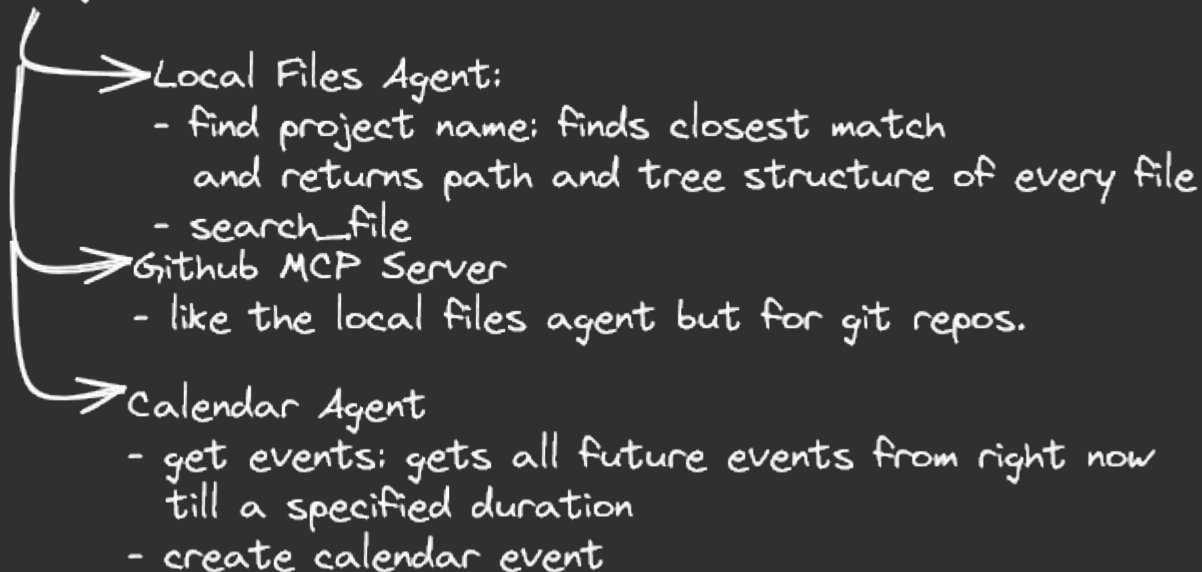 Local Files Agent:
- find project name: finds closest match
and returns path and tree structure of every file
- search_file
Github MCP Server
- like the local files agent but for git repos.
Calendar Agent
- get events: gets all future events from right now
till a specified duration
- create calendar event